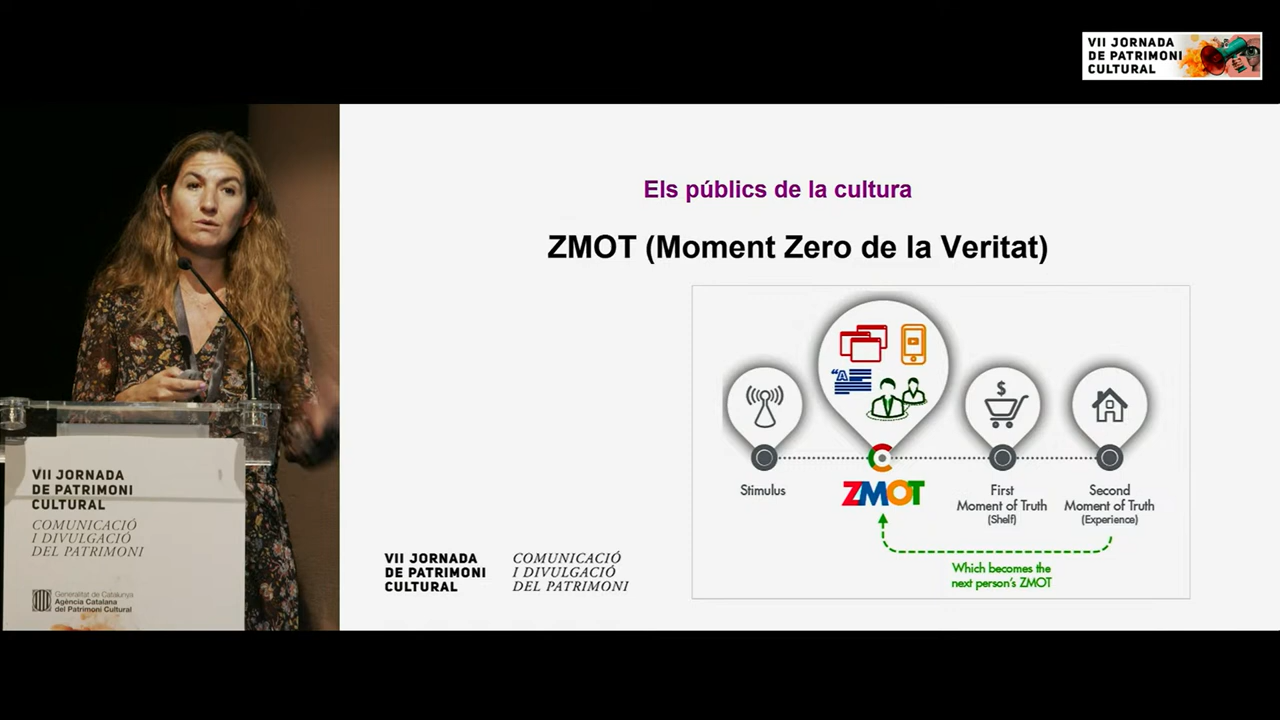 VII JORNADA
DE PATRIMONI
CULTURAL
Els públics de la cultura
ZMOT (Moment Zero de la Veritat)
"A
$
Stimulus
ZMOT
First
Moment of Truth
(Shelf)
Second
Moment of Truth
(Experience)
Which becomes the
next person's ZMOT
VII JORNADA
DE PATRIMONI
CULTURAL
COMUNICACIÓ
I DIVULGACIÓ
DEL PATRIMONI
VII JORNADA
DE PATRIMONI
CULTURAL
COMUNICACIÓ
I DIVULGACIÓ
DEL PATRIMONI
Generalitat de Catalunya
Agència Catalana
del Patrimoni Cultural